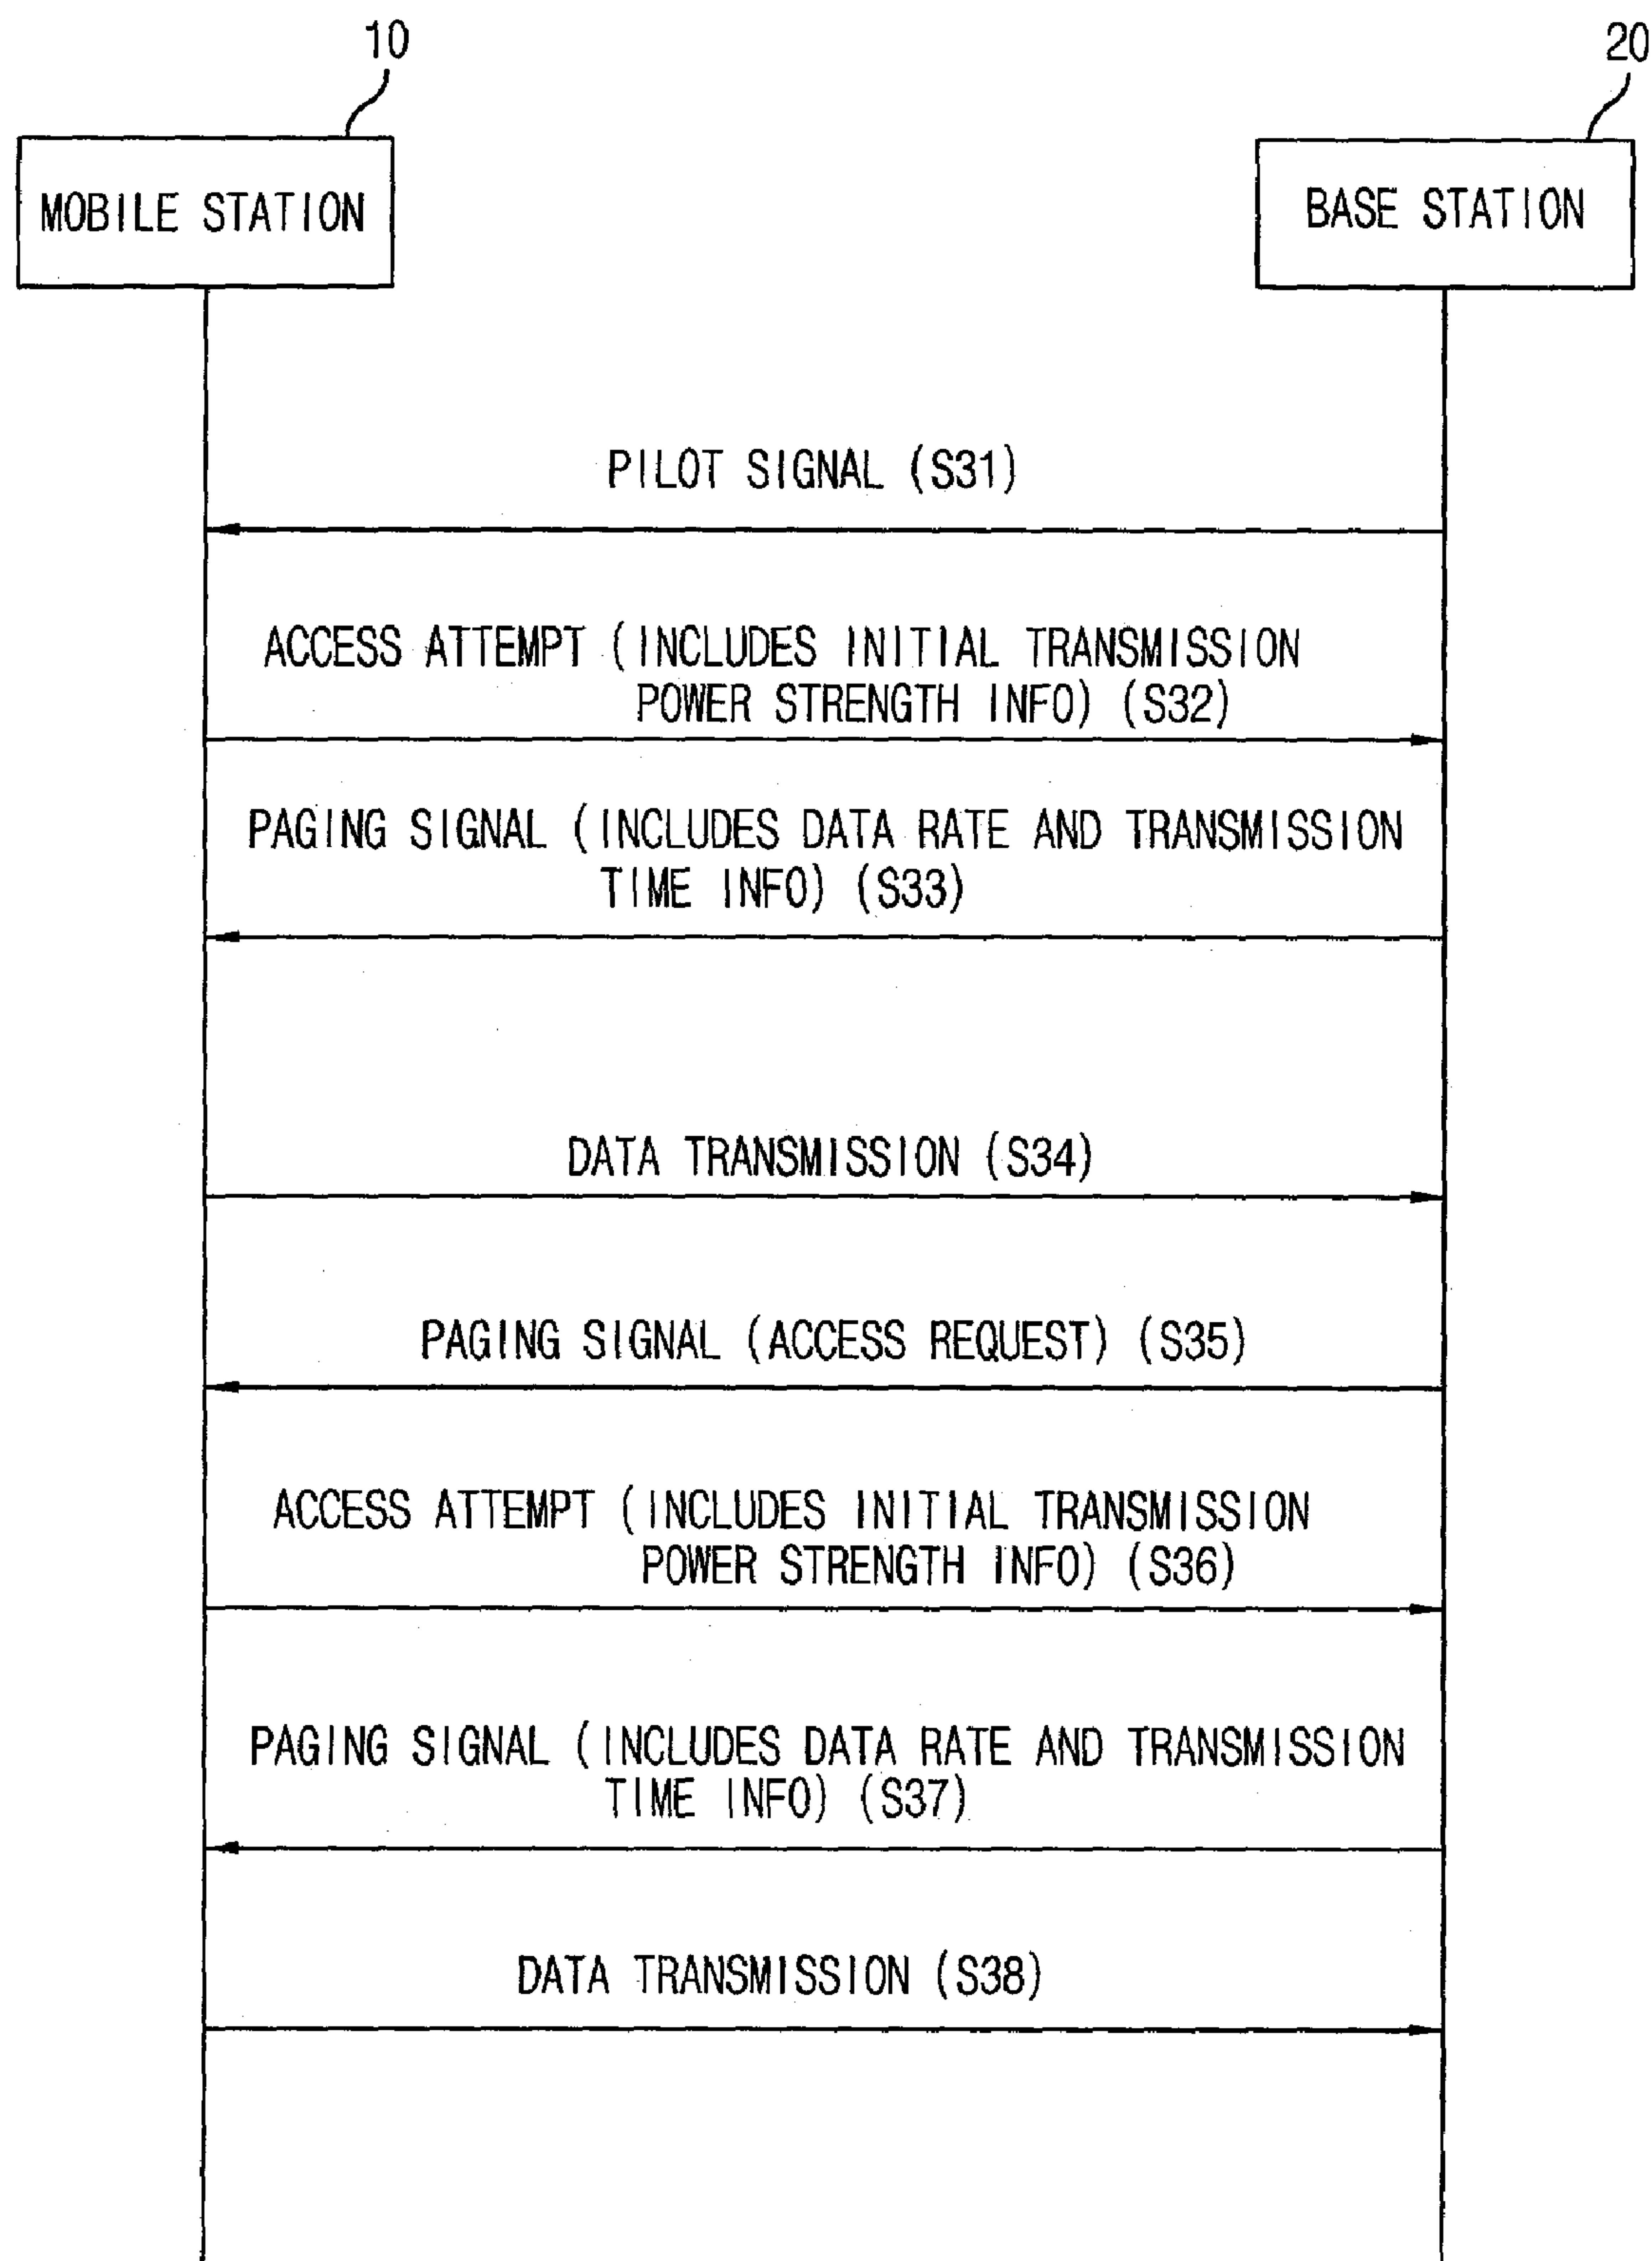 10
20
MOBILE STATION
BASE STATION
PILOT SIGNAL (S31)
ACCESS ATTEMPT (INCLUDES INITIAL TRANSMISSION
POWER STRENGTH INFO) (S32)
PAGING SIGNAL (INCLUDES DATA RATE AND TRANSMISSION
TIME INFO) (S33)
DATA TRANSMISSION (S34)
PAGING SIGNAL (ACCESS REQUEST) (S35)
ACCESS ATTEMPT (INCLUDES INITIAL TRANSMISSION
POWER STRENGTH INFO) (S36)
PAGING SIGNAL (INCLUDES DATA RATE AND TRANSMISSION
TIME INFO) (S37)
DATA TRANSMISSION (S38)